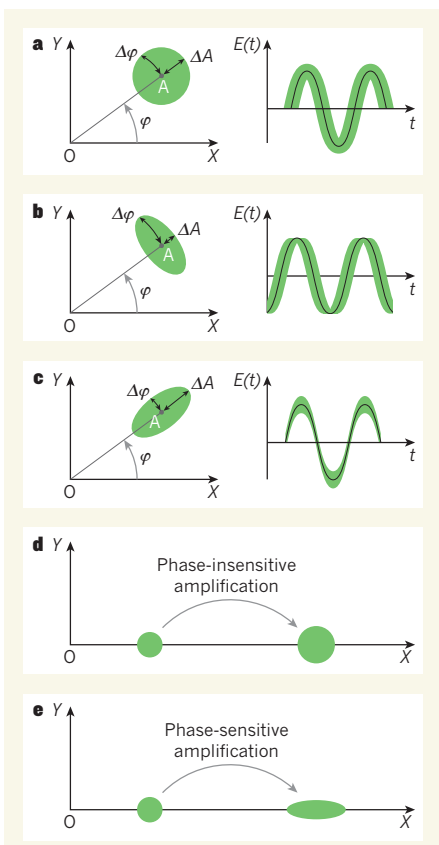 a Y Δφ ΔA A φ O X E(t) t
b Y Δφ ΔA A φ O X E(t) t
c Y Δφ ΔA A φ O X E(t) t
d Y
Phase-insensitive
amplification
O X
e Y
Phase-sensitive
amplification
O X